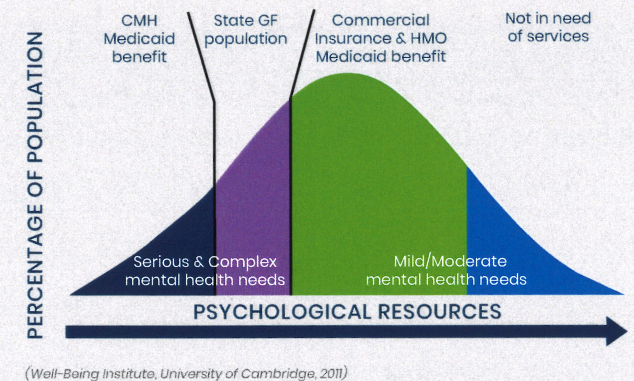 CMH
Medicaid
benefit
State GF
population
Commercial
Insurance & HMO
Medicaid benefit
Not in need
of services
PERCENTAGE OF POPULATION
Serious & Complex
mental health needs
Mild/Moderate
mental health needs
PSYCHOLOGICAL RESOURCES
(Well-Being Institute, University of Cambridge, 2011)